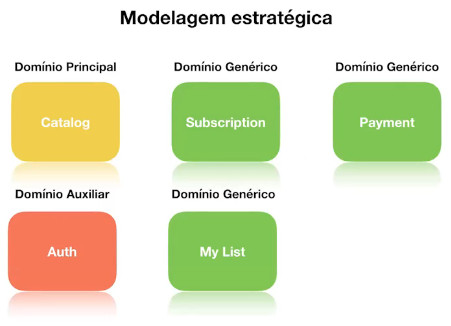 Modelagem estratégica
Domínio Principal
Domínio Genérico
Domínio Genérico
Catalog
Subscription
Payment
Domínio Auxiliar
Domínio Genérico
Auth
My List